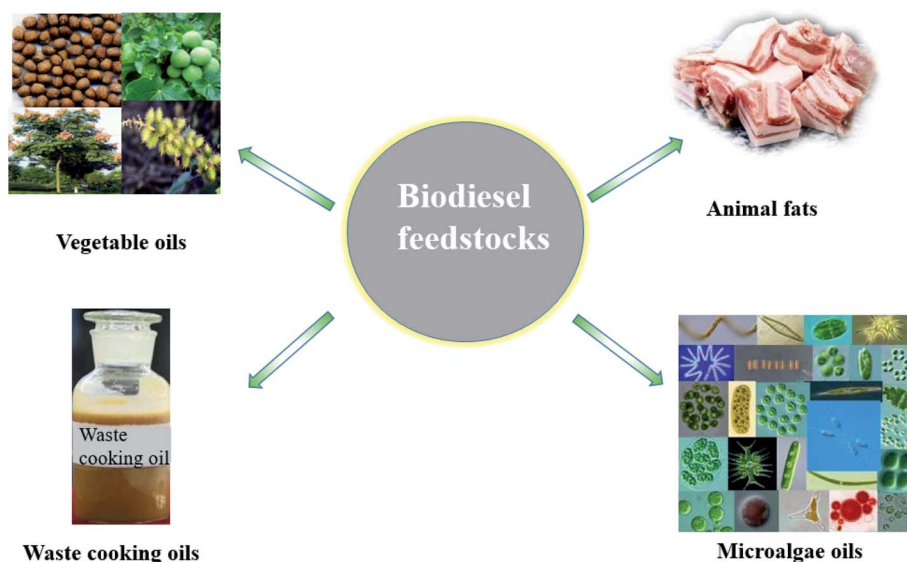 Biodiesel
feedstocks
Vegetable oils
Animal fats
Waste
cooking oil
Waste cooking oils
Microalgae oils